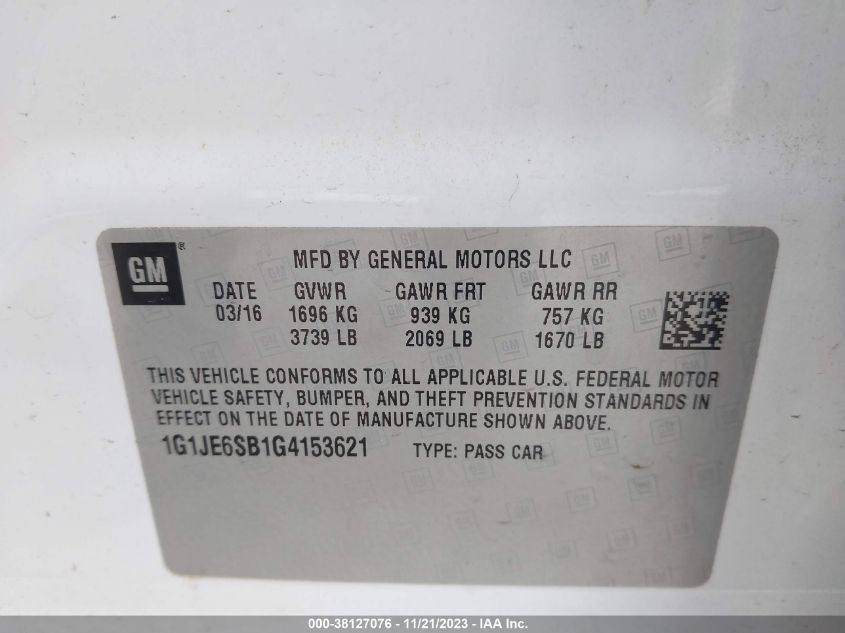 GM ®
MFD BY GENERAL MOTORS LLC
DATE GVWR GAWR FRT GAWR RR
03/16 1696 KG 939 KG 757 KG
3739 LB 2069 LB 1670 LB
THIS VEHICLE CONFORMS TO ALL APPLICABLE U.S. FEDERAL MOTOR
VEHICLE SAFETY, BUMPER, AND THEFT PREVENTION STANDARDS IN
EFFECT ON THE DATE OF MANUFACTURE SHOWN ABOVE.
1G1JE6SB1G4153621 TYPE: PASS CAR
000-38127076 - 11/21/2023 - IAA Inc.